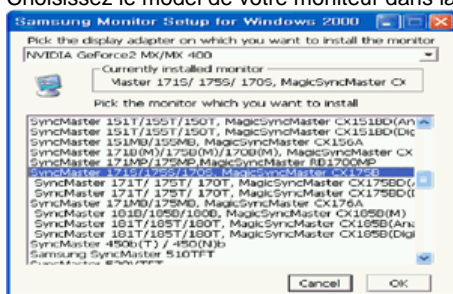 Choisissez le model de votre moniteur dans la
Samsung Monitor Setup for Windows 2000
Pick the display adapter on which you want to install the monitor
NVIDIA GeForce2 MX/MX 400
Currently installed monitor
Master 171S/ 175S/ 170S, MagicSyncMaster CX
Pick the monitor which you want to install
SyncMaster 151T/155T/150T, MagicSyncMaster CX151BD(An
SyncMaster 151T/155T/150T, MagicSyncMaster CX151BD(Dig
SyncMaster 151MB/155MB, MagicSyncMaster CX156A
SyncMaster 171B(M)/175B(M)/170B(M), MagicSyncMaster CX
SyncMaster 171MP/175MP,MagicSyncMaster RB1700MP
SyncMaster 171S/175S/170S, MagicSyncMaster CX175B
SyncMaster 171T/ 175T/ 170T, MagicSyncMaster CX175BD(
SyncMaster 171T/ 175T/ 170T, MagicSyncMaster CX175BD(D
SyncMaster 171MB/175MB, MagicSyncMaster CX176A
SyncMaster 181B/185B/180B, MagicSyncMaster CX185B(M)
SyncMaster 181T/185T/180T, MagicSyncMaster CX185B(Ana
SyncMaster 181T/185T/180T, MagicSyncMaster CX185B(Digi
SyncMaster 450b(T) / 450(N)b
Samsung SyncMaster 510TFT
SyncMaster 520/TFT
Cancel OK